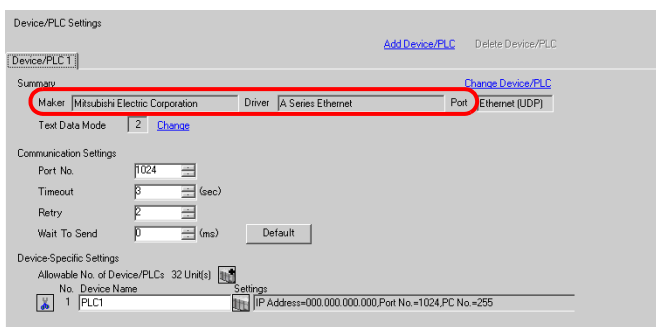 Device/PLC Settings
Add Device/PLC Delete Device/PLC
Device/PLC 1
Summary Change Device/PLC
Maker Mitsubishi Electric Corporation Driver A Series Ethernet Port Ethernet (UDP)
Text Data Mode 2 Change
Communication Settings
Port No. 1024
Timeout 3 (sec)
Retry 2
Wait To Send 0 (ms) Default
Device-Specific Settings
Allowable No. of Device/PLCs 32 Unit(s)
No. Device Name Settings
1 PLC1 IP Address=000.000.000.000,Port No.=1024,PC No.=255